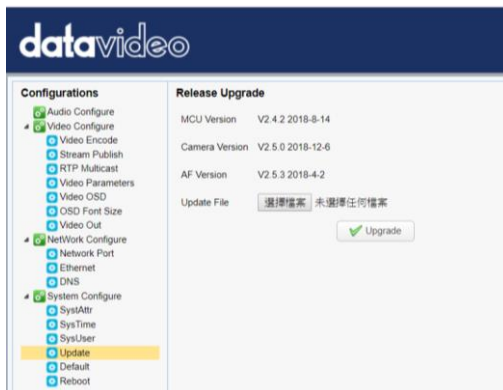 datavideo
Configurations
Audio Configure
Video Configure
Video Encode
Stream Publish
RTP Multicast
Video Parameters
Video OSD
OSD Font Size
Video Out
NetWork Configure
Network Port
Ethernet
DNS
System Configure
SystAttr
SysTime
SysUser
Update
Default
Reboot
Release Upgrade
MCU Version V2.4.2 2018-8-14
Camera Version V2.5.0 2018-12-6
AF Version V2.5.3 2018-4-2
Update File 選擇檔案 未選擇任何檔案
Upgrade